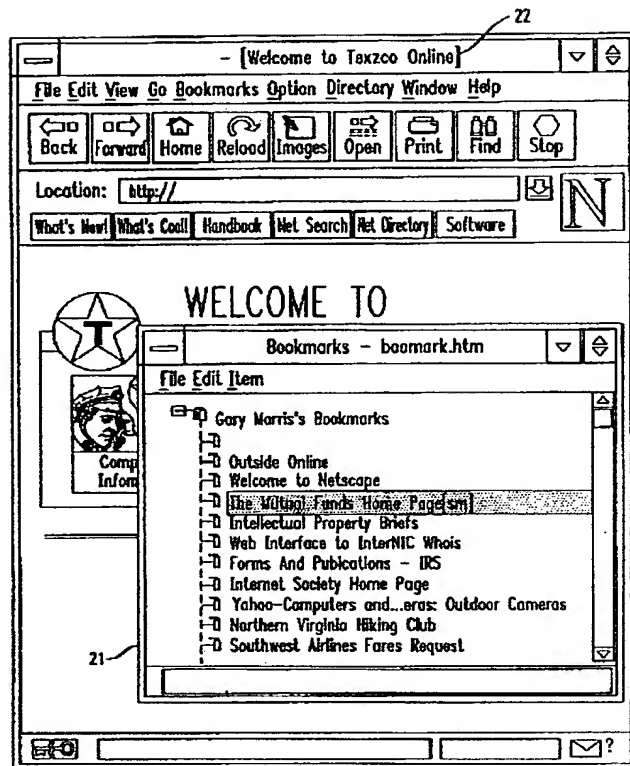 22
- [Welcome to Texzco Online]
File Edit View Go Bookmarks Option Directory Window Help
Back Forward Home Reload Images Open Print Find Stop
Location: http://
N
What's New! What's Cool! Handbook Net Search Net Directory Software
WELCOME TO
T
Bookmarks - boomark.htm
File Edit Item
Gary Morris's Bookmarks
Outside Online
Welcome to Netscape
The Mutual Funds Home Page[sm]
Intellectual Property Briefs
Web Interface to InterNIC Whois
Forms And Publications - IRS
Internet Society Home Page
Yahoo-Computers and...eras: Outdoor Cameras
Northern Virginia Hiking Club
Southwest Airlines Fares Request
Comp
Infor
21
?